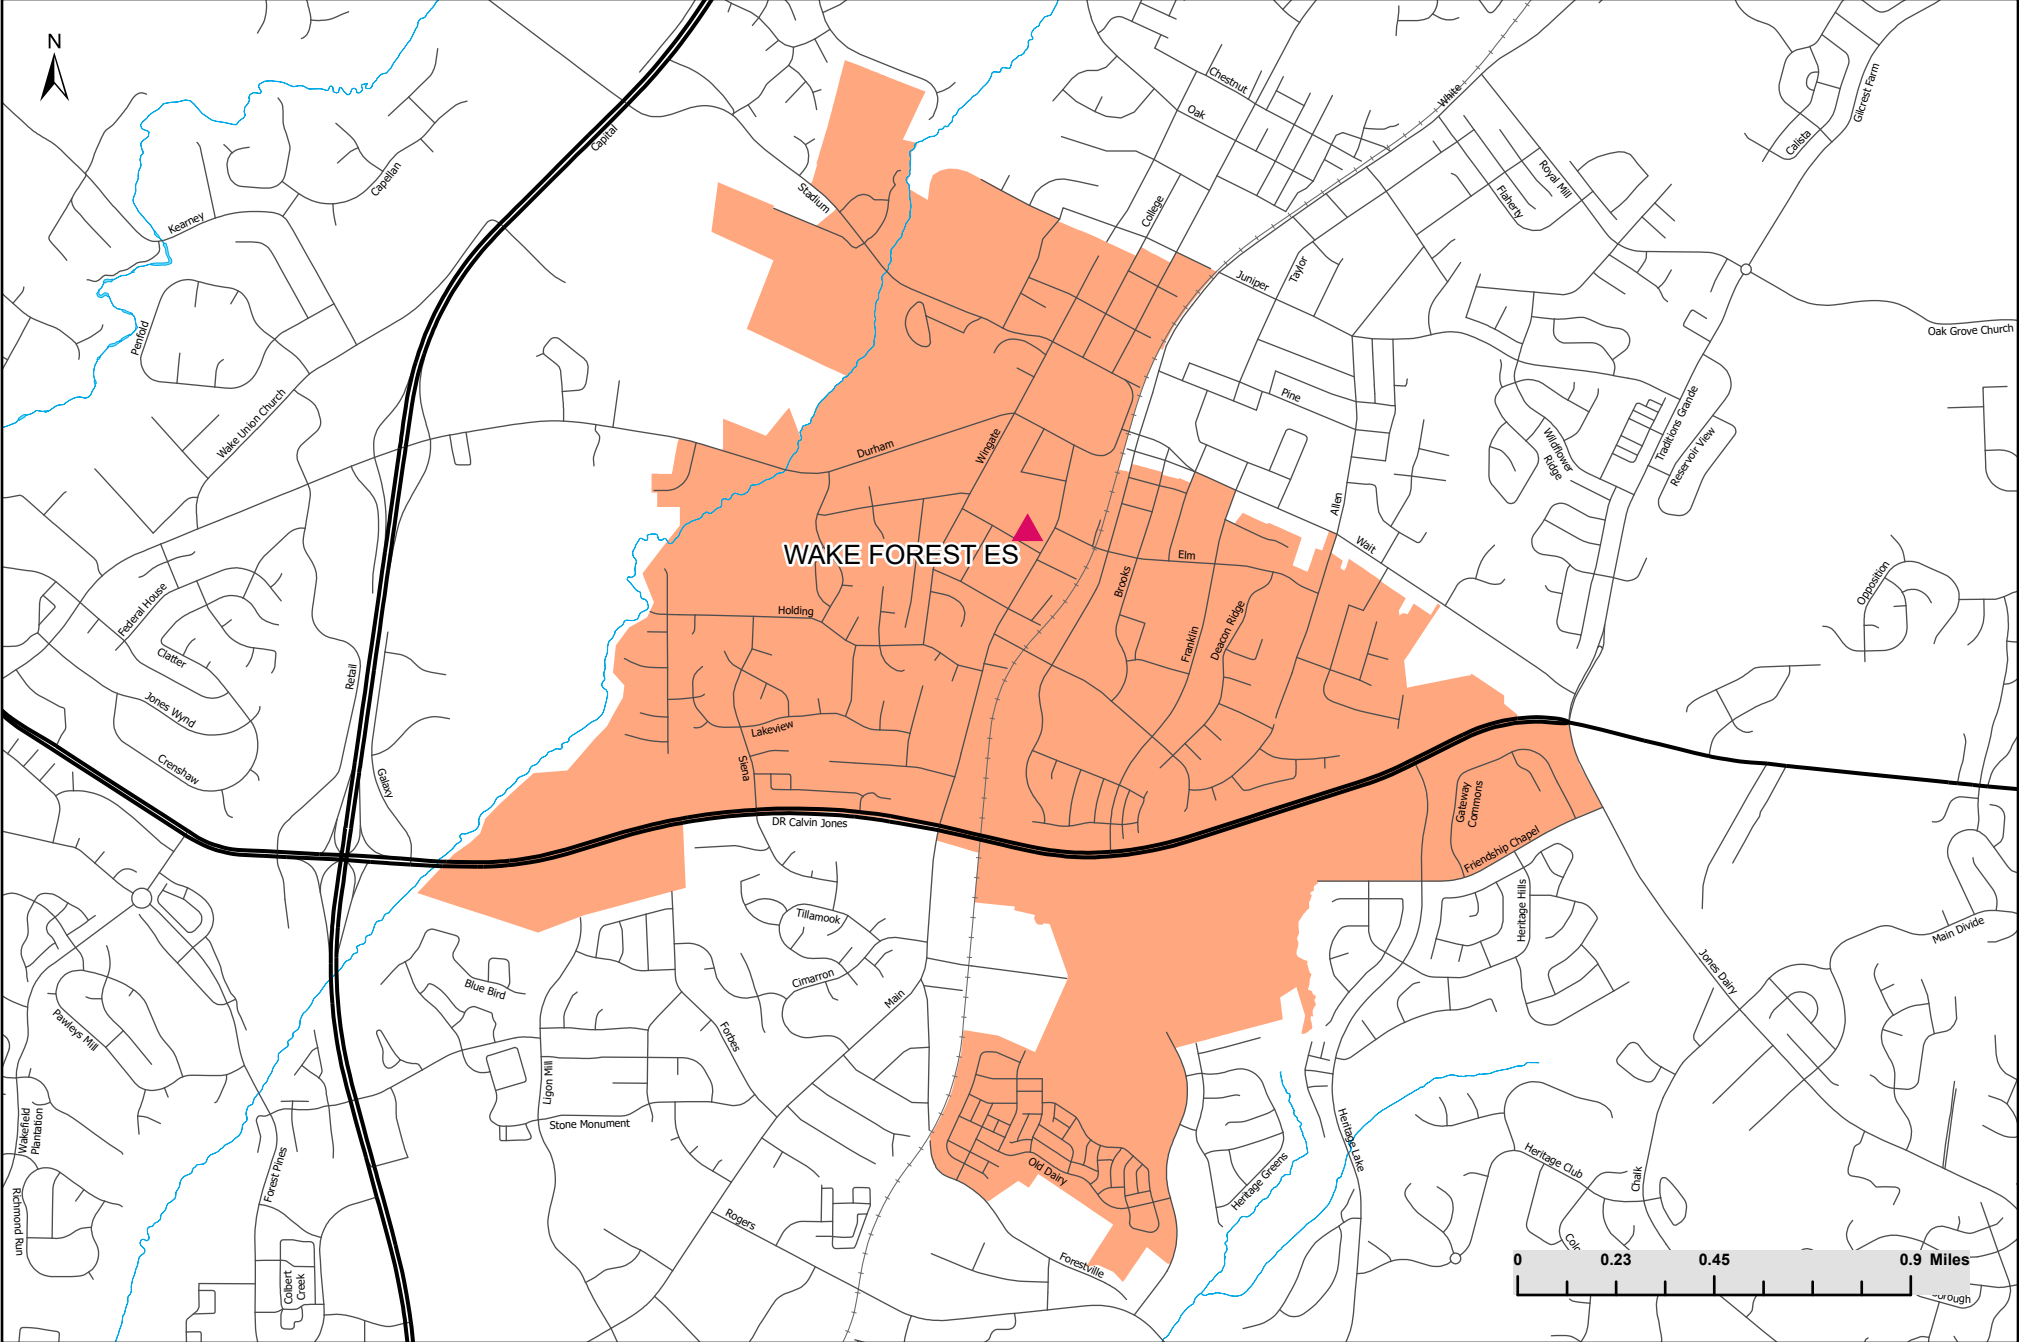 N
Chestnut
Oak
White
Gilcrest Farm
Calista
Capital
Capellan
Stadium
Royal Mill
Flaherty
College
Kearney
Juniper
Taylor
Oak Grove Church
Penfold
Wake Union Church
Pine
Traditions Grande
Wildflower
Ridge
Reservoir View
Durham
Wingate
Allen
Wait
WAKE FOREST ES
Elm
Brooks
Opposition
Federal House
Holding
Franklin
Deacon Ridge
Clatter
Retail
Jones Wynd
Lakeview
Siena
Crenshaw
Galaxy
Gateway
Commons
DR Calvin Jones
Friendship Chapel
Heritage Hills
Tillamook
Main Divide
Cimarron
Jones Dairy
Blue Bird
Main
Pawleys Mill
Forbes
Ligon Mill
Wakefield
Plantation
Stone Monument
Heritage Lake
Forest Pines
Old Dairy
Heritage Greens
Heritage Club
Chalk
Richmond Run
Rogers
Forestville
Colbert
Creek
0 0.23 0.45 0.9 Miles